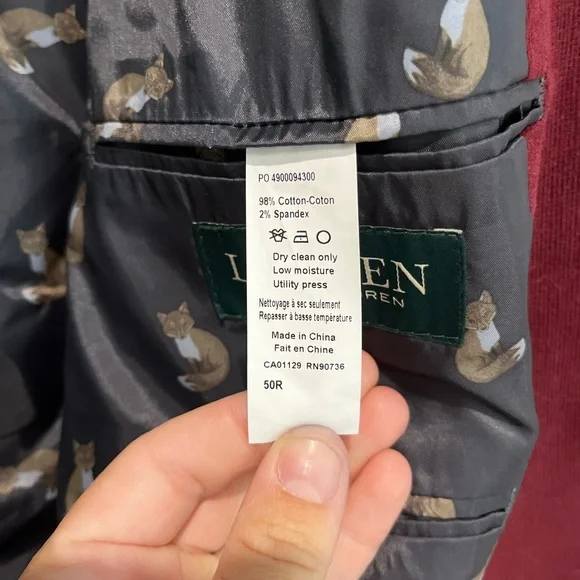 PO 4900094300
98% Cotton-Coton
2% Spandex
Dry clean only
Low moisture
Utility press
Nettoyage à sec seulement
Repasser à basse température
Made in China
Fait en Chine
CA01129 RN90736
50R